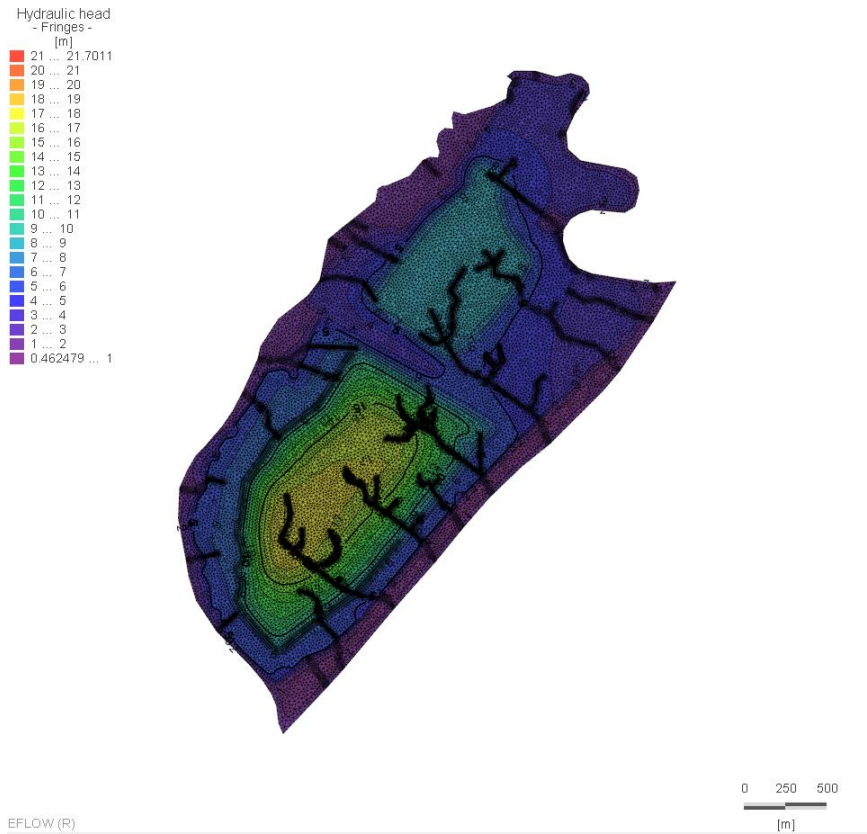 Hydraulic head
- Fringes -
[m]
21 ... 21.7011
20 ... 21
19 ... 20
18 ... 19
17 ... 18
16 ... 17
15 ... 16
14 ... 15
13 ... 14
12 ... 13
11 ... 12
10 ... 11
9 ... 10
8 ... 9
7 ... 8
6 ... 7
5 ... 6
4 ... 5
3 ... 4
2 ... 3
1 ... 2
0.462479 ... 1
0 250 500
[m]
EFLOW (R)